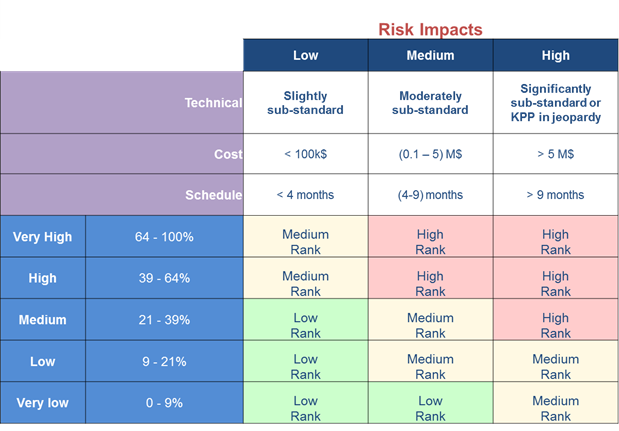 Risk Impacts
Low Medium High
Technical Slightly sub-standard Moderately sub-standard Significantly sub-standard or KPP in jeopardy
Cost < 100k$ (0.1 – 5) M$ > 5 M$
Schedule < 4 months (4-9) months > 9 months
Very High 64 - 100% Medium Rank High Rank High Rank
High 39 - 64% Medium Rank High Rank High Rank
Medium 21 - 39% Low Rank Medium Rank High Rank
Low 9 - 21% Low Rank Medium Rank Medium Rank
Very low 0 - 9% Low Rank Low Rank Medium Rank